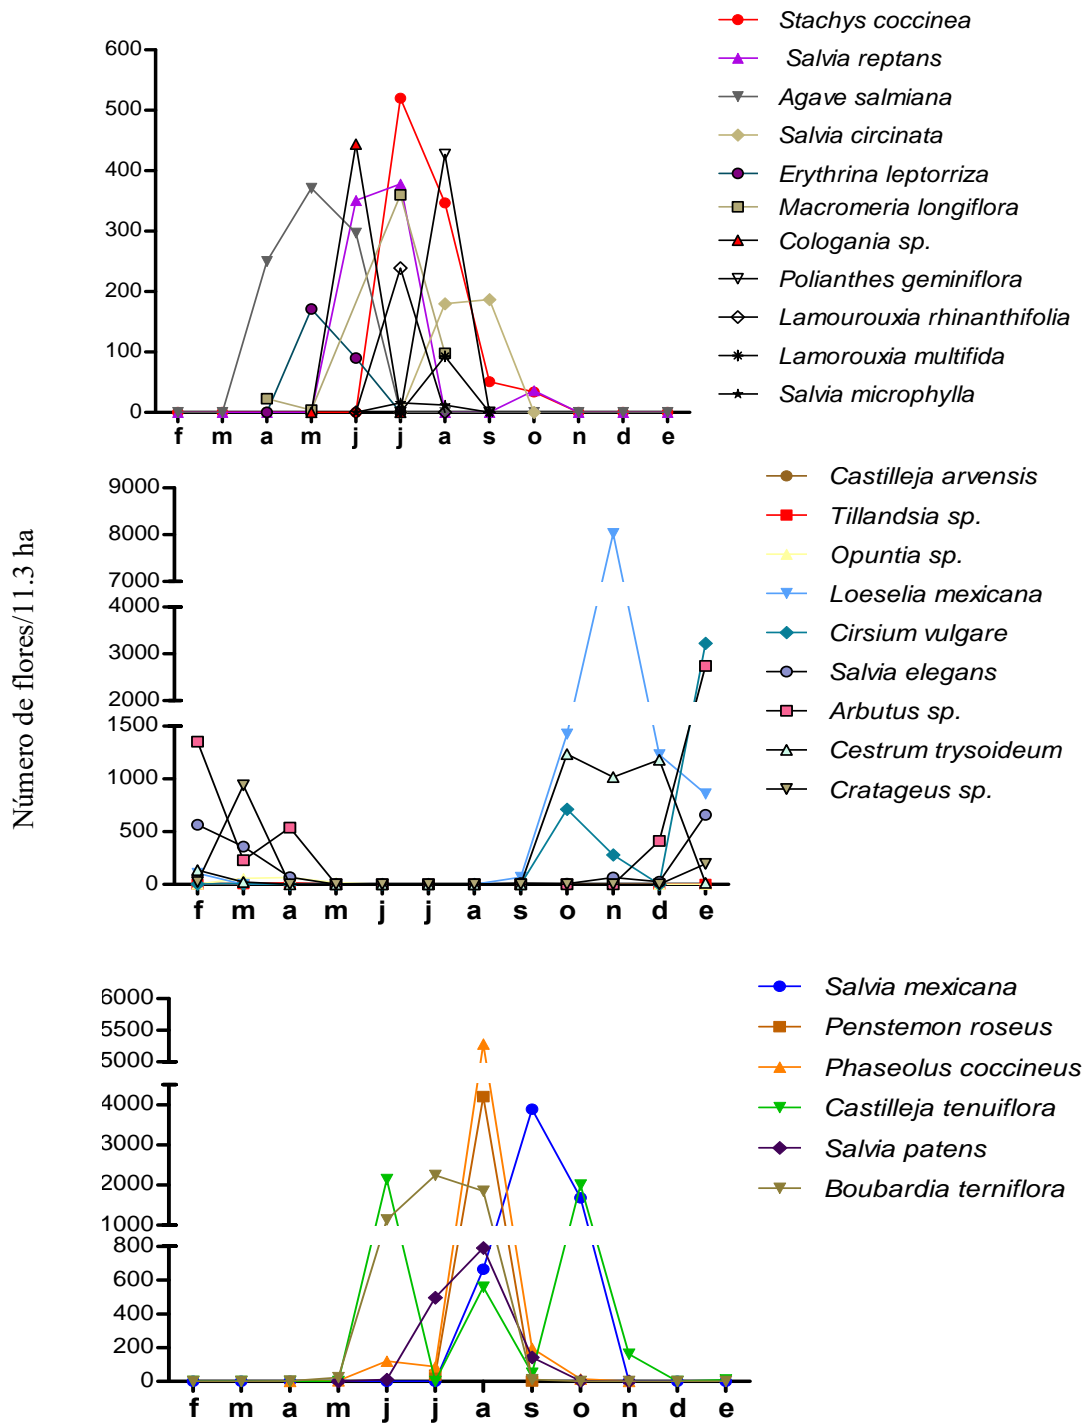 Número de flores/11.3 ha
600
500
400
300
200
100
0
f m a m j j a s o n d e
Stachys coccinea
Salvia reptans
Agave salmiana
Salvia circinata
Erythrina leptorriza
Macromeria longiflora
Cologania sp.
Polianthes geminiflora
Lamourouxia rhinanthifolia
Lamorouxia multifida
Salvia microphylla
9000
8000
7000
4000
3000
2000
1500
1000
500
0
f m a m j j a s o n d e
Castilleja arvensis
Tillandsia sp.
Opuntia sp.
Loeselia mexicana
Cirsium vulgare
Salvia elegans
Arbutus sp.
Cestrum trysoideum
Cratageus sp.
6000
5500
5000
4000
3000
2000
1000
800
600
400
200
0
f m a m j j a s o n d e
Salvia mexicana
Penstemon roseus
Phaseolus coccineus
Castilleja tenuiflora
Salvia patens
Boubardia terniflora